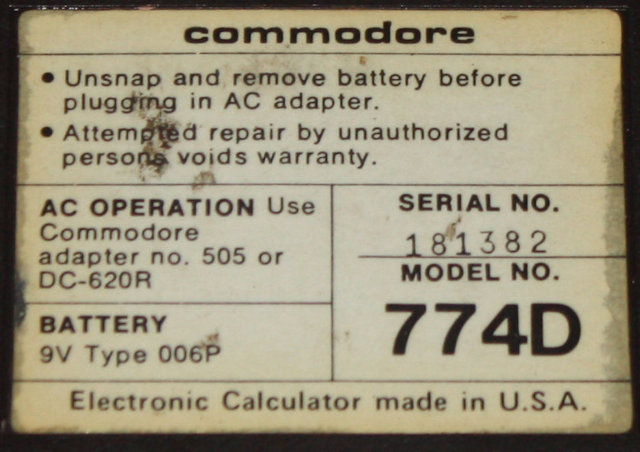 commodore
• Unsnap and remove battery before
plugging in AC adapter.
• Attempted repair by unauthorized
persons voids warranty.
AC OPERATION Use
Commodore
adapter no. 505 or
DC-620R
BATTERY
9V Type 006P
SERIAL NO.
181382
MODEL NO.
774D
Electronic Calculator made in U.S.A.